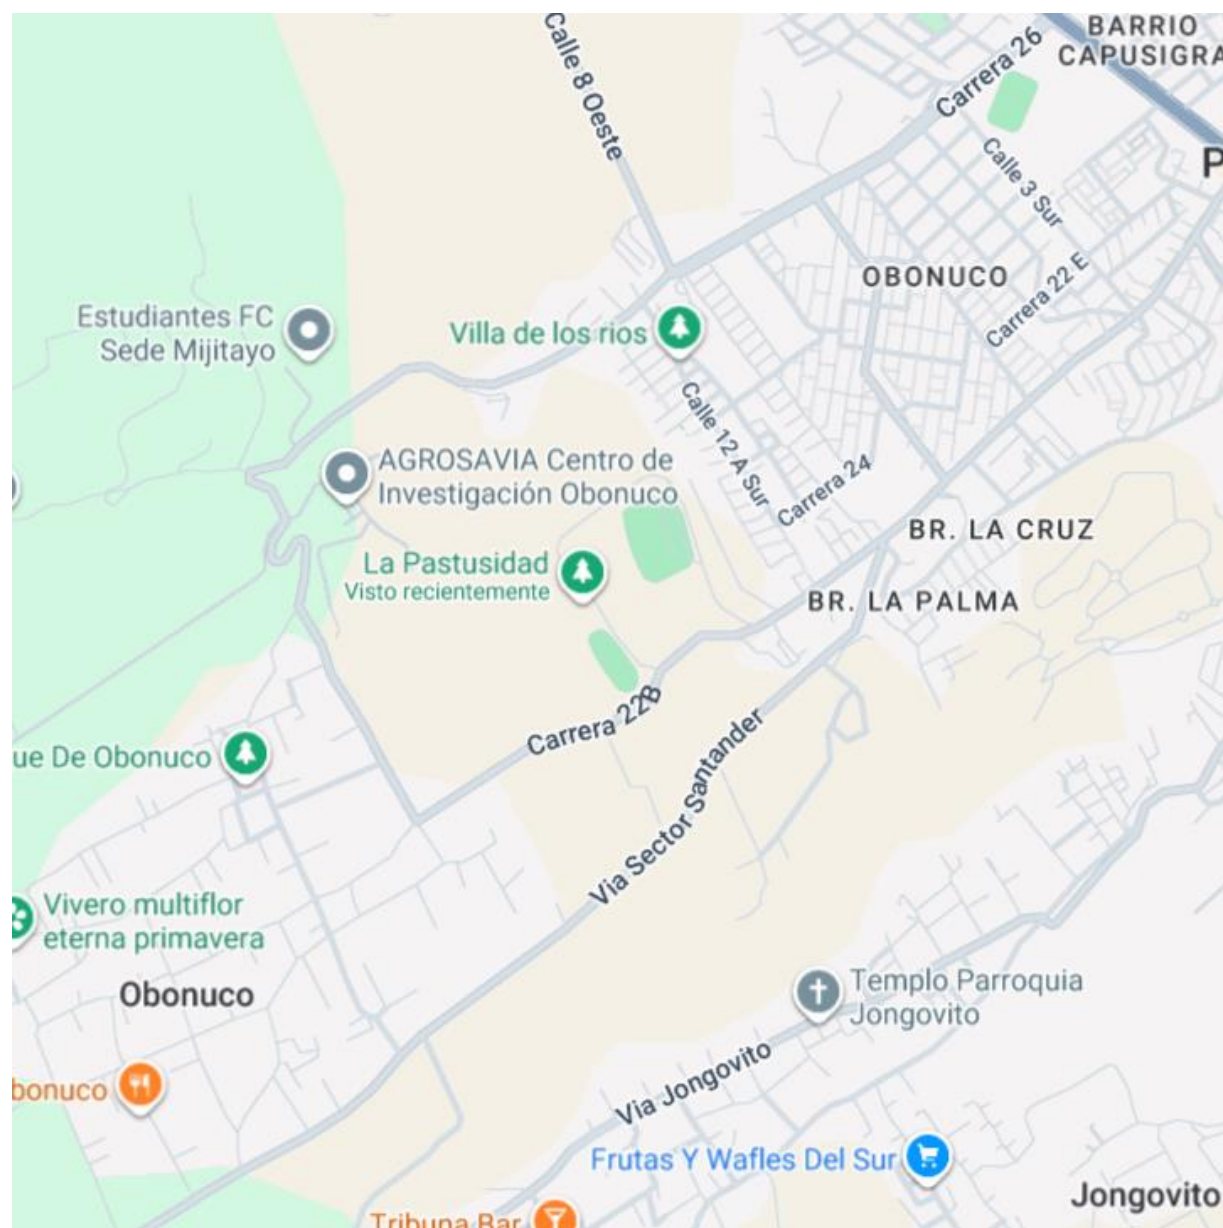 BARRIO
CAPUSIGRA
Calle 8 Oeste
Carrera 26
P
Calle 3 Sur
OBONUCO
Carrera 22 E
Estudiantes FC
Sede Mijitayo
Villa de los rios
Calle 12 A Sur
AGROSAVIA Centro de
Investigación Obonuco
Carrera 24
BR. LA CRUZ
La Pastusidad
Visto recientemente
BR. LA PALMA
Carrera 22B
ue De Obonuco
Via Sector Santander
Vivero multiflor
eterna primavera
Obonuco
Templo Parroquia
Jongovito
bonuco
Via Jongovito
Frutas Y Wafles Del Sur
Jongovito
Tribuna Bar